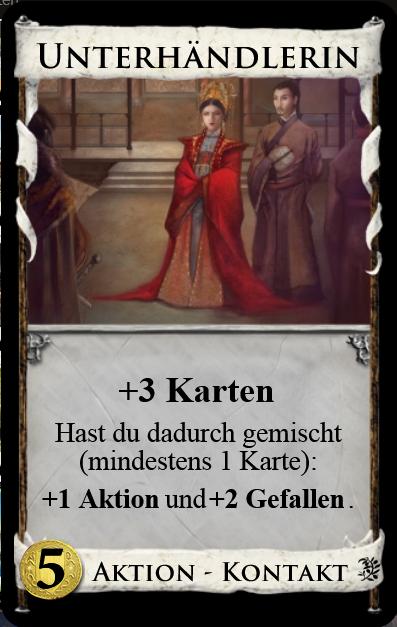 UNTERHÄNDLERIN
+3 Karten
Hast du dadurch gemischt
(mindestens 1 Karte):
+1 Aktion und +2 Gefallen.
5 AKTION - KONTAKT